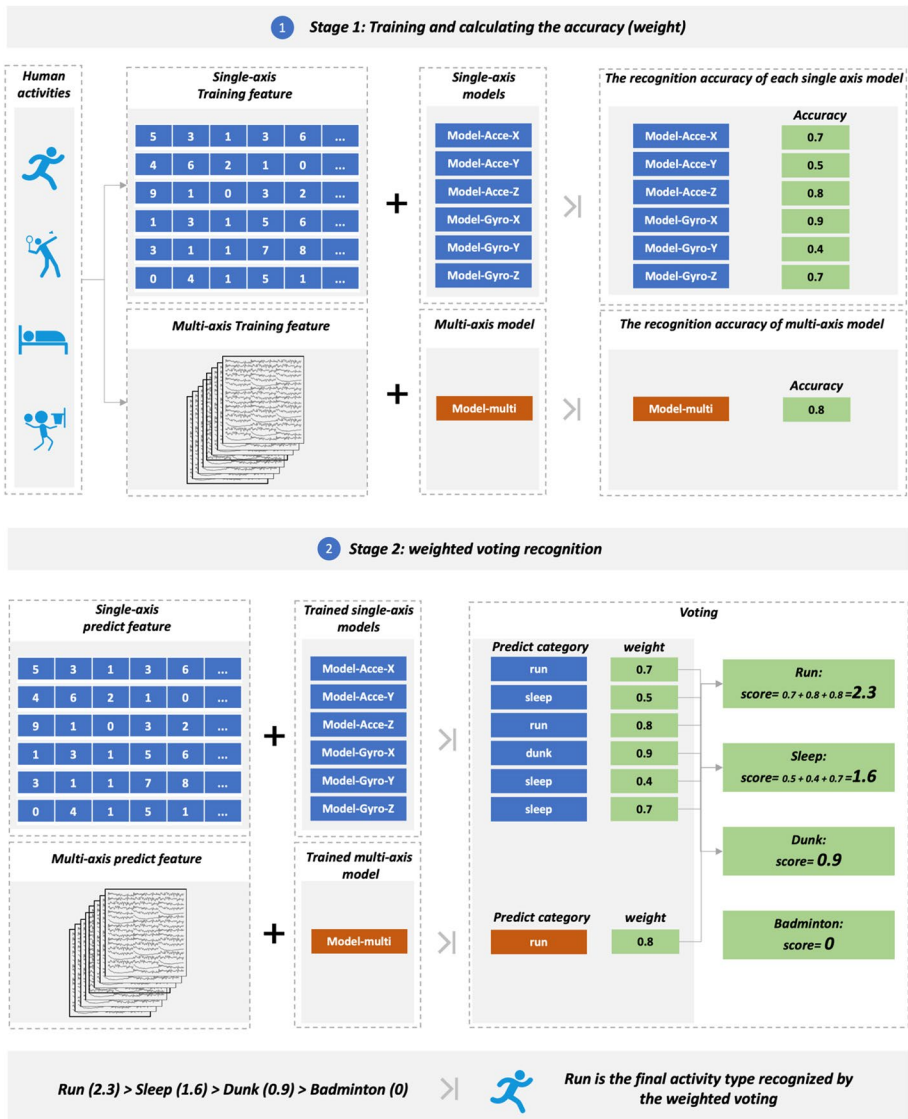 1 Stage 1: Training and calculating the accuracy (weight)
Human
activities
Single-axis
Training feature
5 3 1 3 6 ...
4 6 2 1 0 ...
9 1 0 3 2 ...
1 3 1 5 6 ...
3 1 1 7 8 ...
0 4 1 5 1 ...
+
Single-axis
models
Model-Acce-X
Model-Acce-Y
Model-Acce-Z
Model-Gyro-X
Model-Gyro-Y
Model-Gyro-Z
The recognition accuracy of each single axis model
Accuracy
Model-Acce-X 0.7
Model-Acce-Y 0.5
Model-Acce-Z 0.8
Model-Gyro-X 0.9
Model-Gyro-Y 0.4
Model-Gyro-Z 0.7
Multi-axis Training feature
+
Multi-axis model
Model-multi
The recognition accuracy of multi-axis model
Accuracy
Model-multi 0.8
2 Stage 2: weighted voting recognition
Single-axis
predict feature
5 3 1 3 6 ...
4 6 2 1 0 ...
9 1 0 3 2 ...
1 3 1 5 6 ...
3 1 1 7 8 ...
0 4 1 5 1 ...
+
Trained single-axis
models
Model-Acce-X
Model-Acce-Y
Model-Acce-Z
Model-Gyro-X
Model-Gyro-Y
Model-Gyro-Z
Multi-axis predict feature
+
Trained multi-axis
model
Model-multi
Voting
Predict category weight
run 0.7
sleep 0.5
run 0.8
dunk 0.9
sleep 0.4
sleep 0.7
Predict category weight
run 0.8
Run:
score= 0.7 + 0.8 + 0.8 =2.3
Sleep:
score= 0.5 + 0.4 + 0.7 =1.6
Dunk:
score= 0.9
Badminton:
score= 0
Run (2.3) > Sleep (1.6) > Dunk (0.9) > Badminton (0)
Run is the final activity type recognized by
the weighted voting